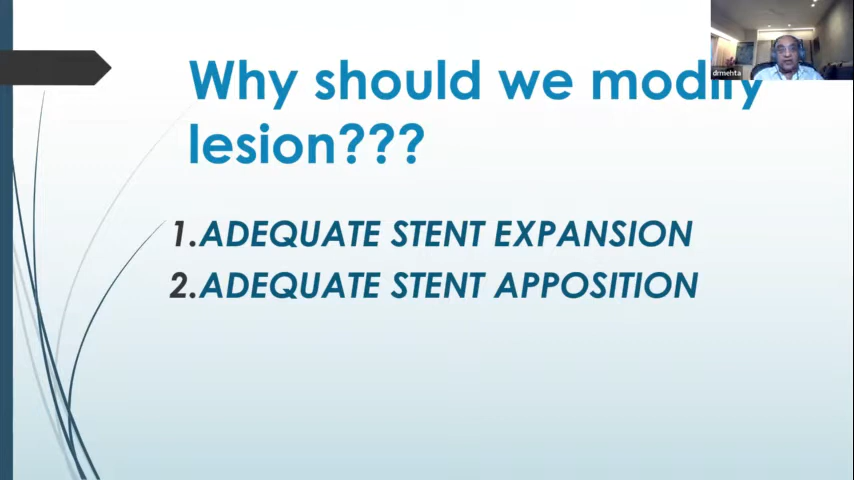 Why should we modify
lesion???
1.ADEQUATE STENT EXPANSION
2.ADEQUATE STENT APPOSITION
drmehta